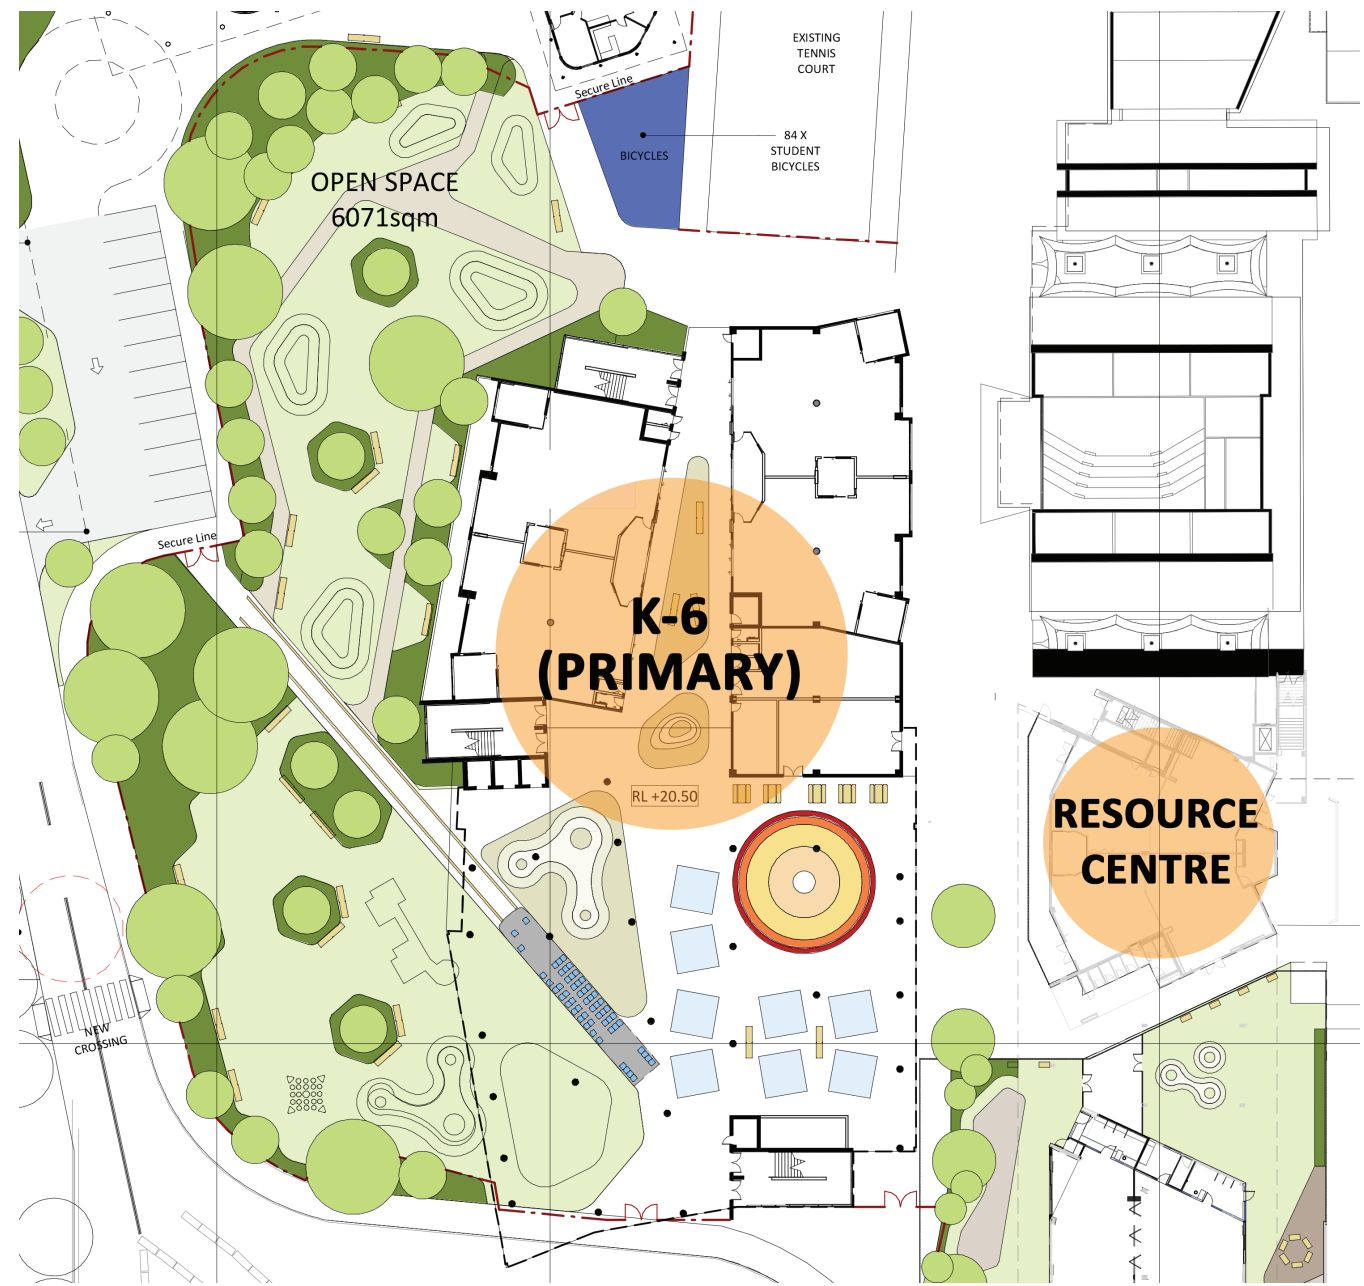 EXISTING
TENNIS
COURT
Secure Line
84 X
STUDENT
BICYCLES
BICYCLES
OPEN SPACE
6071sqm
Secure Line
K-6
(PRIMARY)
RL +20.50
RESOURCE
CENTRE
NEW
CROSSING